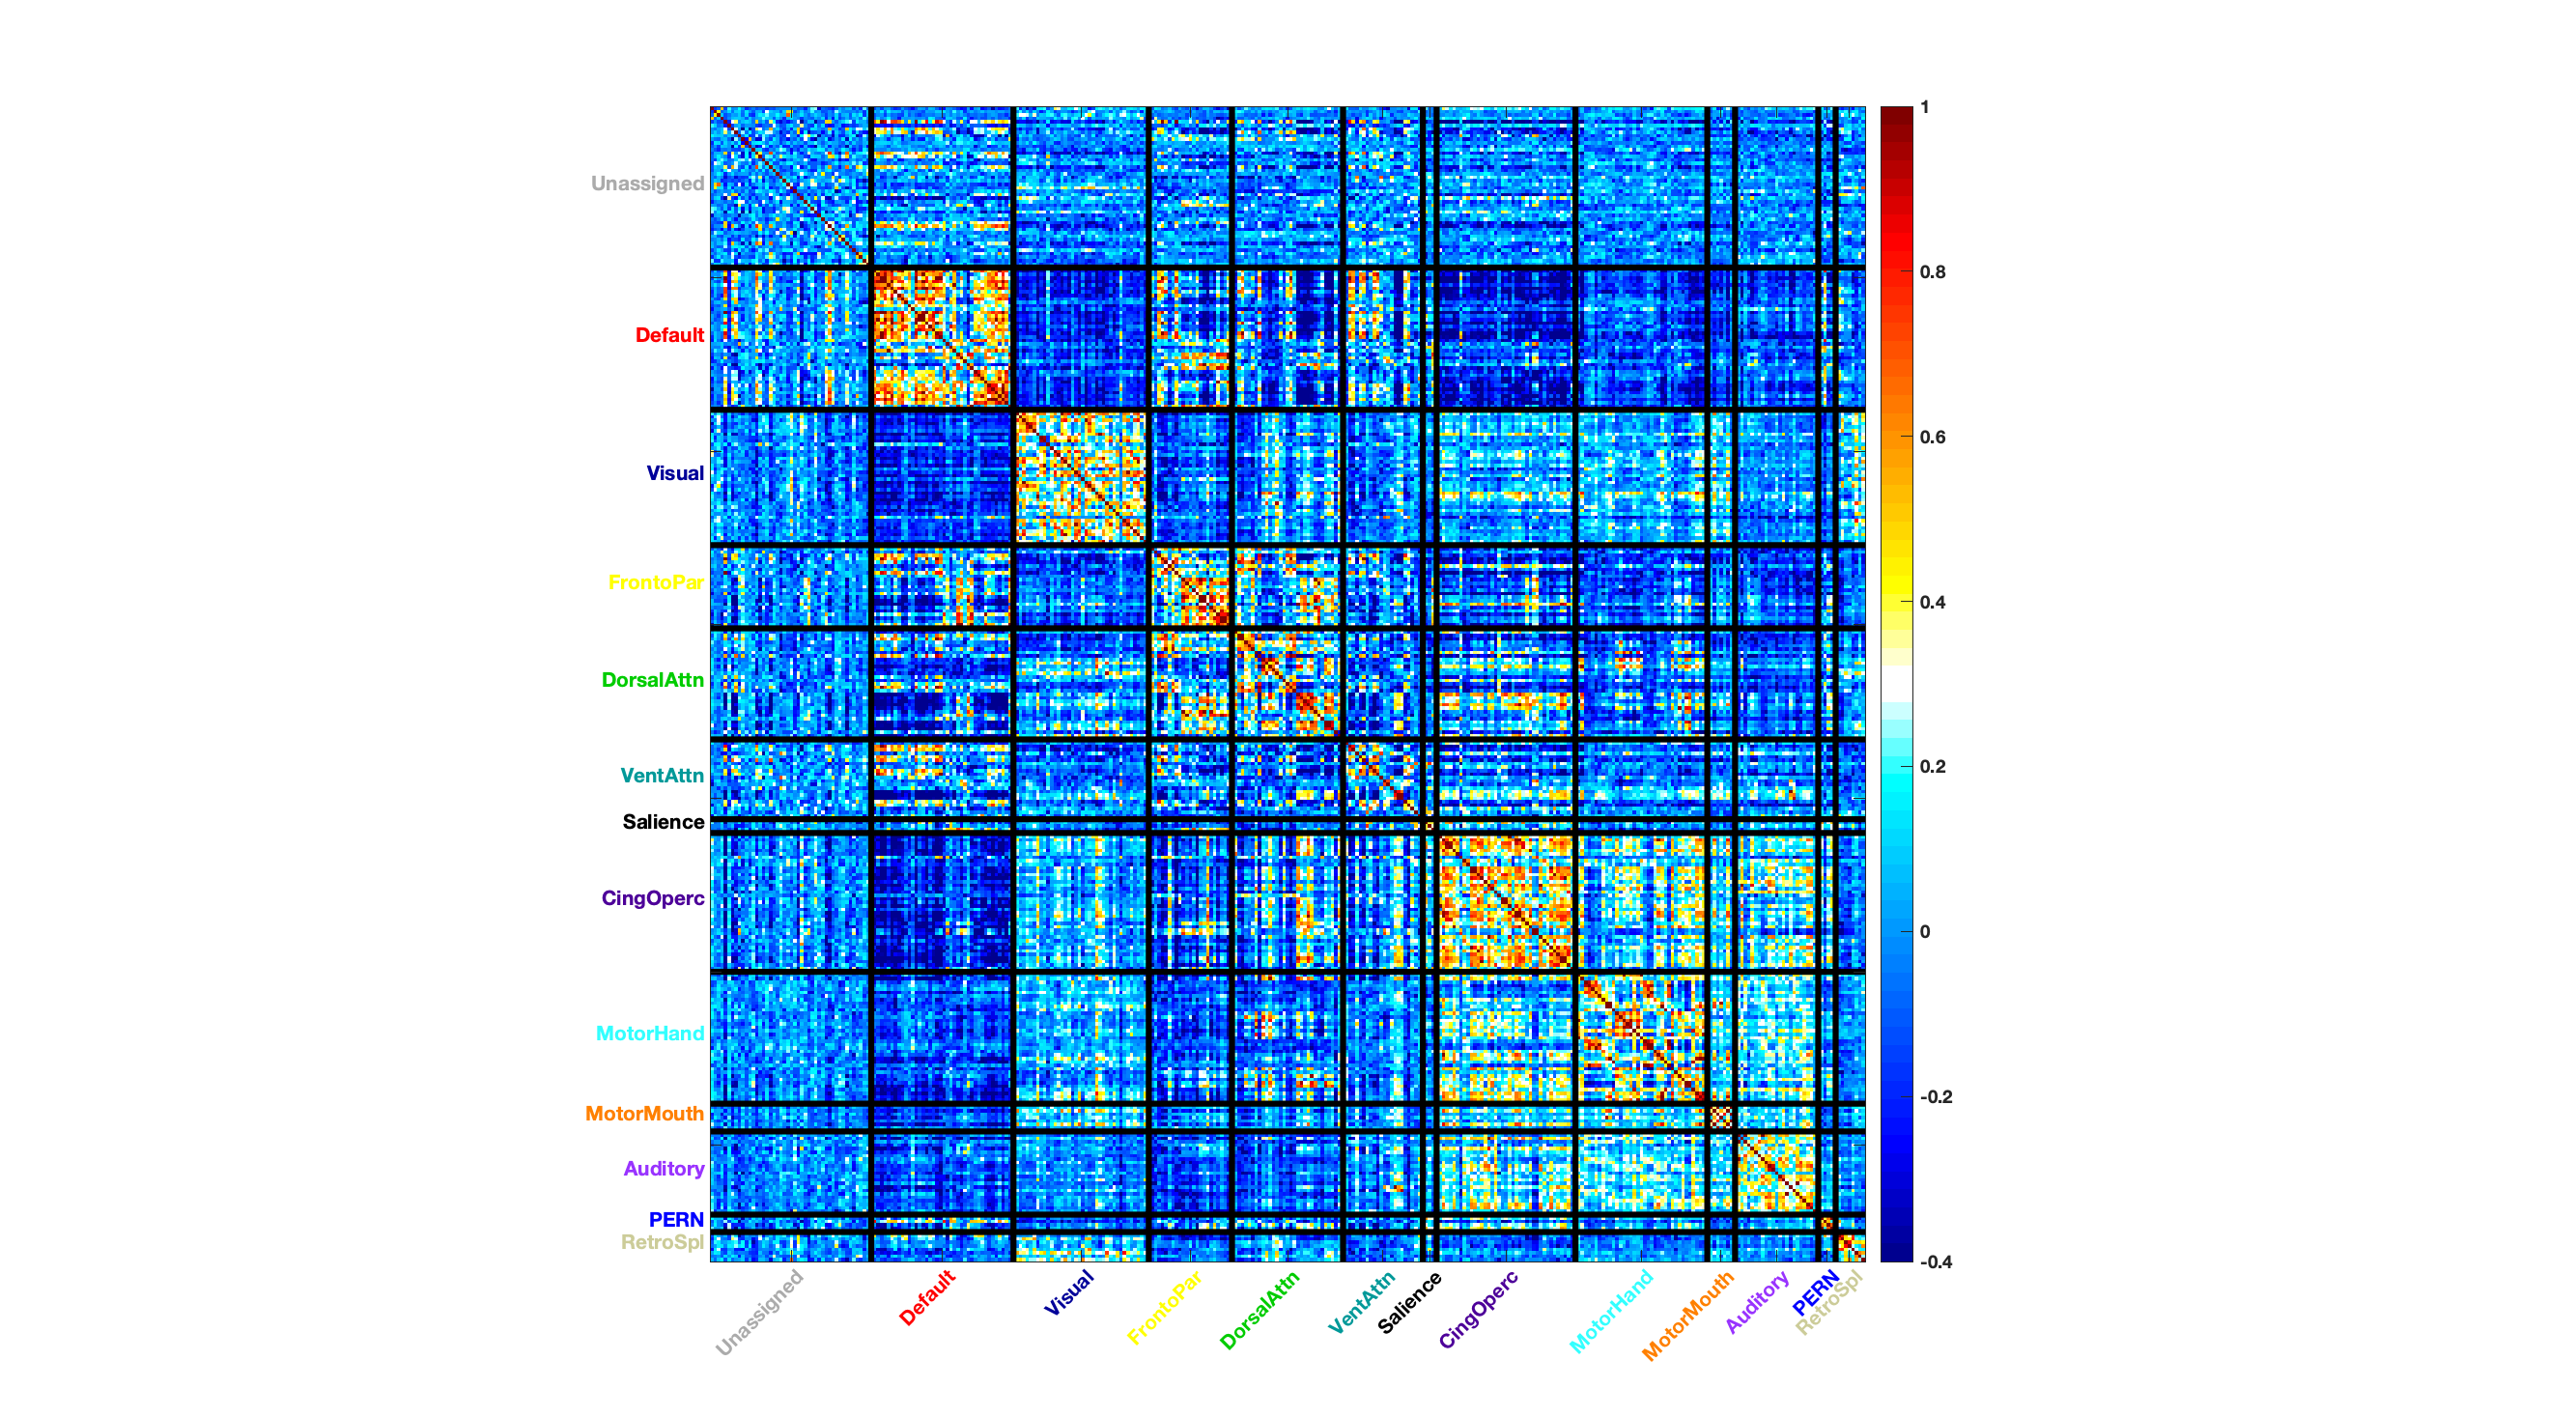 Unassigned
Default
Visual
FrontoPar
DorsalAttn
VentAttn
Salience
CingOperc
MotorHand
MotorMouth
Auditory
PERN
RetroSpl
Unassigned
Default
Visual
FrontoPar
DorsalAttn
VentAttn
Salience
CingOperc
MotorHand
MotorMouth
Auditory
PERN
RetroSpl
1
0.8
0.6
0.4
0.2
0
-0.2
-0.4